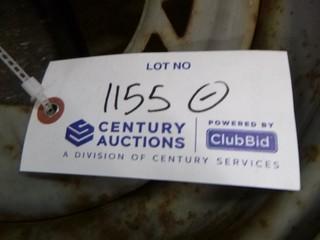 LOT NO
1155
CENTURY AUCTIONS
POWERED BY
ClubBid
A DIVISION OF CENTURY SERVICES